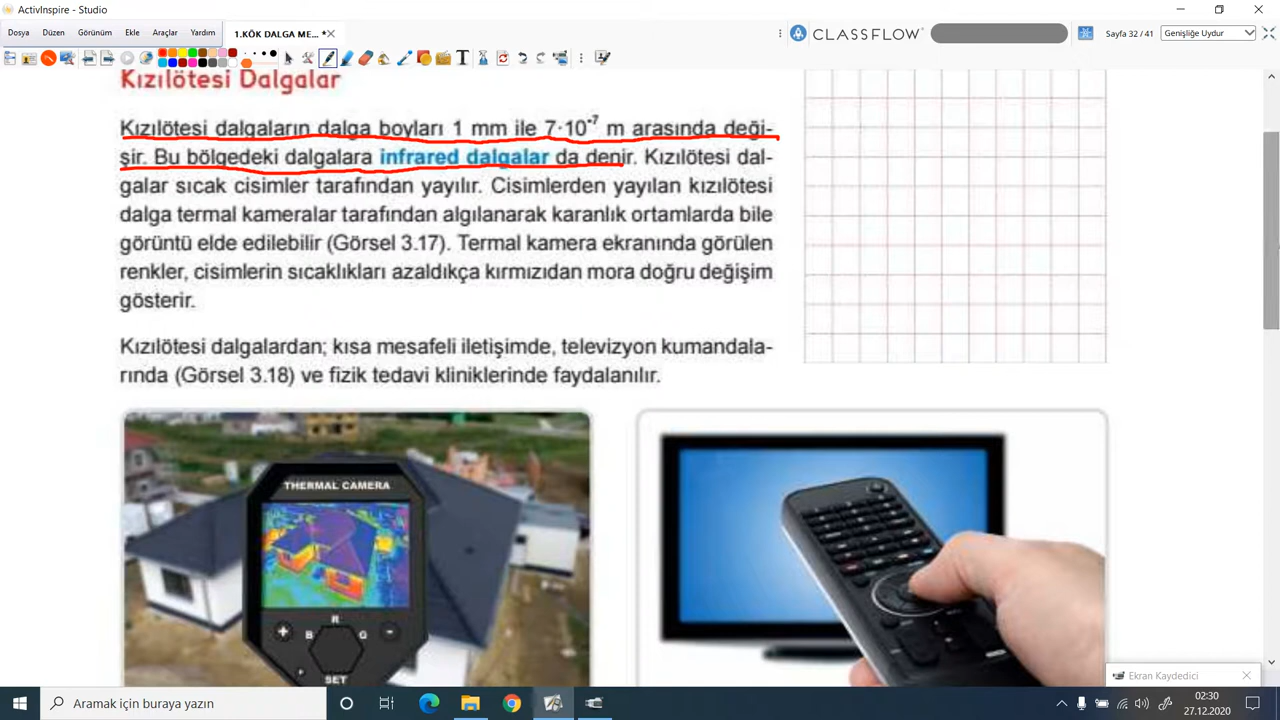 ActivInspire - Studio
Dosya Düzen Görünüm Ekle Araçlar Yardım
1.KÖK DALGA ME... *
CLASSFLOW
Sayfa 32 / 41
Genişliğe Uydur
Kızılötesi Dalgalar
Kızılötesi dalgaların dalga boyları 1 mm ile 7·10⁻⁷ m arasında deği-
şir. Bu bölgedeki dalgalara infrared dalgalar da denir. Kızılötesi dal-
galar sıcak cisimler tarafından yayılır. Cisimlerden yayılan kızılötesi
dalga termal kameralar tarafından algılanarak karanlık ortamlarda bile
görüntü elde edilebilir (Görsel 3.17). Termal kamera ekranında görülen
renkler, cisimlerin sıcaklıkları azaldıkça kırmızıdan mora doğru değişim
gösterir.
Kızılötesi dalgalardan; kısa mesafeli iletişimde, televizyon kumandala-
rında (Görsel 3.18) ve fizik tedavi kliniklerinde faydalanılır.
THERMAL CAMERA
R
B G
SET
Ekran Kaydedici
Aramak için buraya yazın
02:30
27.12.2020